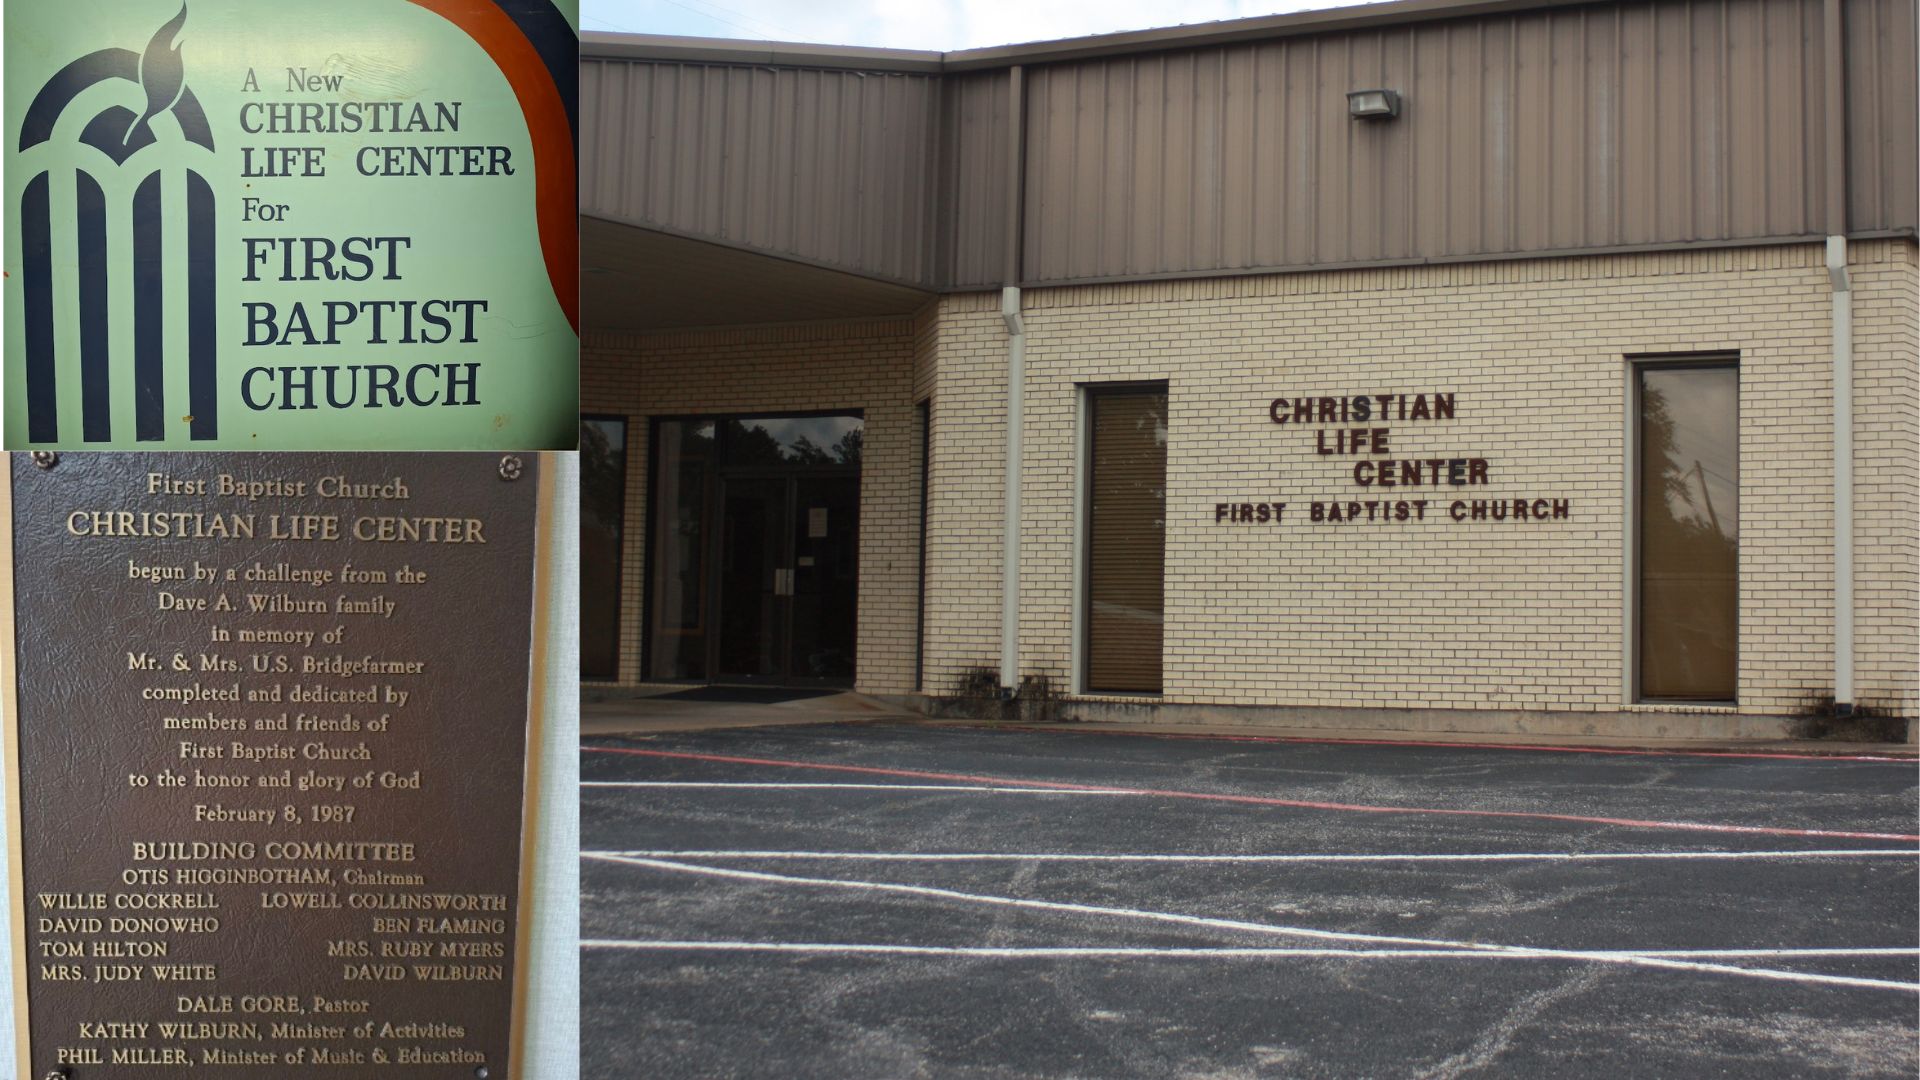 A New
CHRISTIAN
LIFE CENTER
For
FIRST
BAPTIST
CHURCH
First Baptist Church
CHRISTIAN LIFE CENTER
begun by a challenge from the
Dave A. Wilburn family
in memory of
Mr. & Mrs. U.S. Bridgefarmer
completed and dedicated by
members and friends of
First Baptist Church
to the honor and glory of God
February 8, 1987
BUILDING COMMITTEE
OTIS HIGGINBOTHAM, Chairman
WILLIE COCKRELL LOWELL COLLINSWORTH
DAVID DONOWHO BEN FLAMING
TOM HILTON MRS. RUBY MYERS
MRS. JUDY WHITE DAVID WILBURN
DALE GORE, Pastor
KATHY WILBURN, Minister of Activities
PHIL MILLER, Minister of Music & Education
CHRISTIAN
LIFE
CENTER
FIRST BAPTIST CHURCH